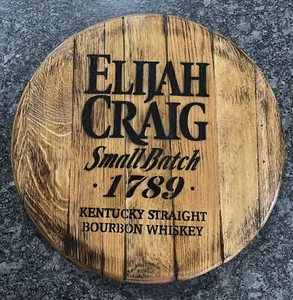 ELIJAH
CRAIG
Small Batch
· 1789 ·
KENTUCKY STRAIGHT
BOURBON WHISKEY